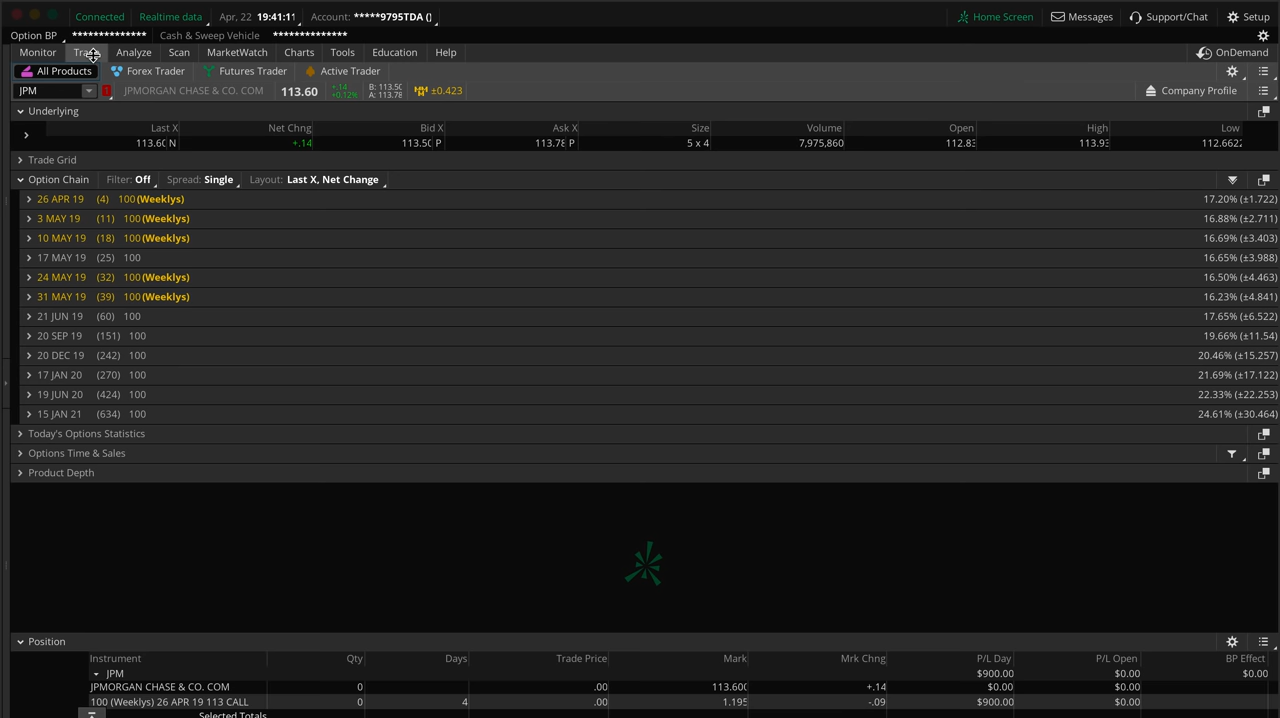 Connected Realtime data Apr, 22 19:41:11 Account: *****9795TDA () Home Screen Messages Support/Chat Setup
Option BP ************** Cash & Sweep Vehicle **************
Monitor Analyze Scan MarketWatch Charts Tools Education Help OnDemand
All Products Forex Trader Futures Trader Active Trader
JPM JPMORGAN CHASE & CO. COM 113.60 +.14 +0.12% B: 113.50 A: 113.78 ±0.423 Company Profile
Underlying
Last X Net Chng Bid X Ask X Size Volume Open High Low
113.60 N +.14 113.50 P 113.78 P 5 x 4 7,975,860 112.83 113.93 112.6622
Trade Grid
Option Chain Filter: Off Spread: Single Layout: Last X, Net Change
26 APR 19 (4) 100 (Weeklys) 17.20% (±1.722)
3 MAY 19 (11) 100 (Weeklys) 16.88% (±2.711)
10 MAY 19 (18) 100 (Weeklys) 16.69% (±3.403)
17 MAY 19 (25) 100 16.65% (±3.988)
24 MAY 19 (32) 100 (Weeklys) 16.50% (±4.463)
31 MAY 19 (39) 100 (Weeklys) 16.23% (±4.841)
21 JUN 19 (60) 100 17.65% (±6.522)
20 SEP 19 (151) 100 19.66% (±11.54)
20 DEC 19 (242) 100 20.46% (±15.257)
17 JAN 20 (270) 100 21.69% (±17.122)
19 JUN 20 (424) 100 22.33% (±22.253)
15 JAN 21 (634) 100 24.61% (±30.464)
Today's Options Statistics
Options Time & Sales
Product Depth
Position
Instrument Qty Days Trade Price Mark Mrk Chng P/L Day P/L Open BP Effect
JPM $900.00 $0.00 $0.00
JPMORGAN CHASE & CO. COM 0 .00 113.600 +.14 $0.00 $0.00
100 (Weeklys) 26 APR 19 113 CALL 0 4 .00 1.195 -.09 $900.00 $0.00
Selected Totals